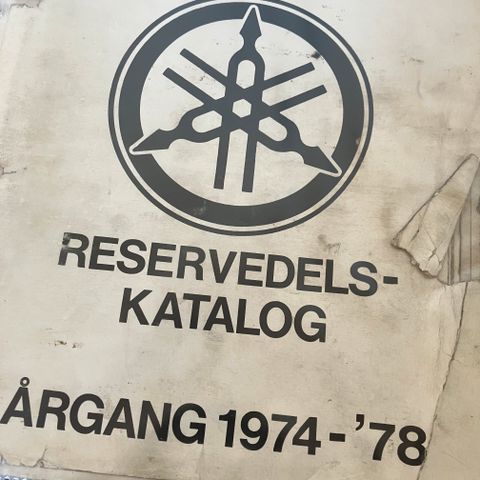 RESERVEDELS-
KATALOG
ÅRGANG 1974-'78